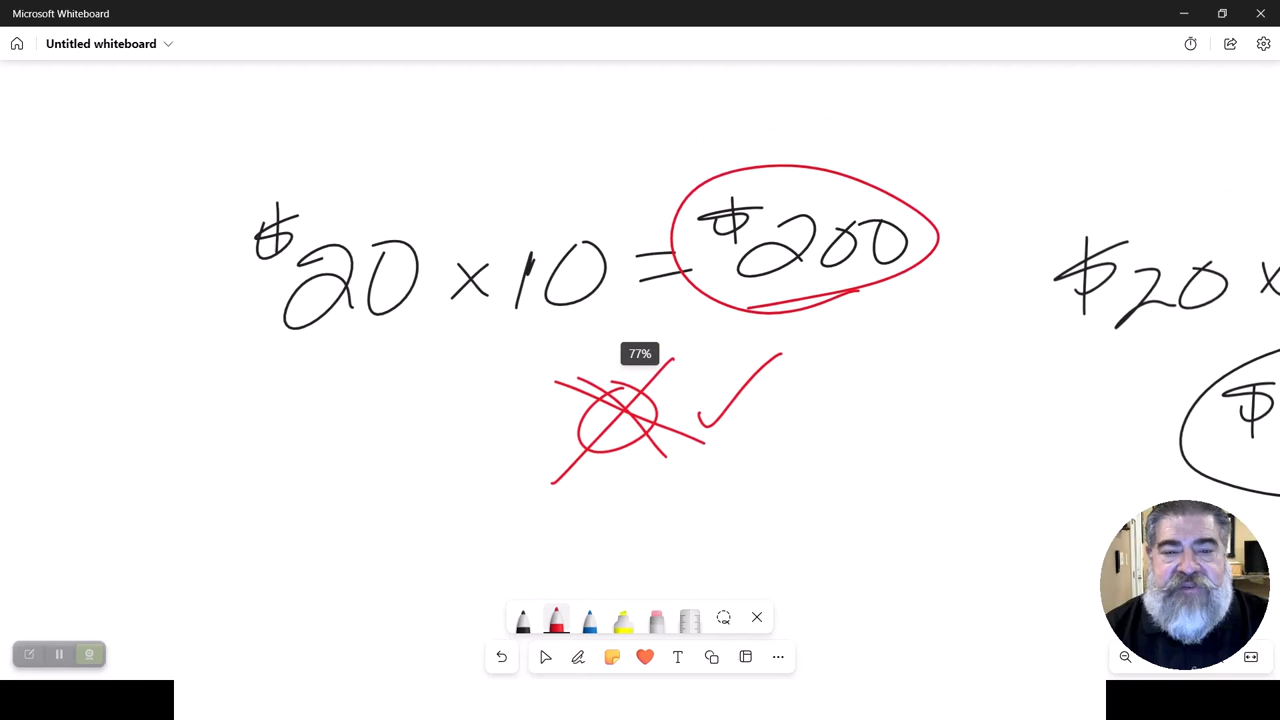 Microsoft Whiteboard
Untitled whiteboard
$20 × 10 = $200
$20 ×
77%
$